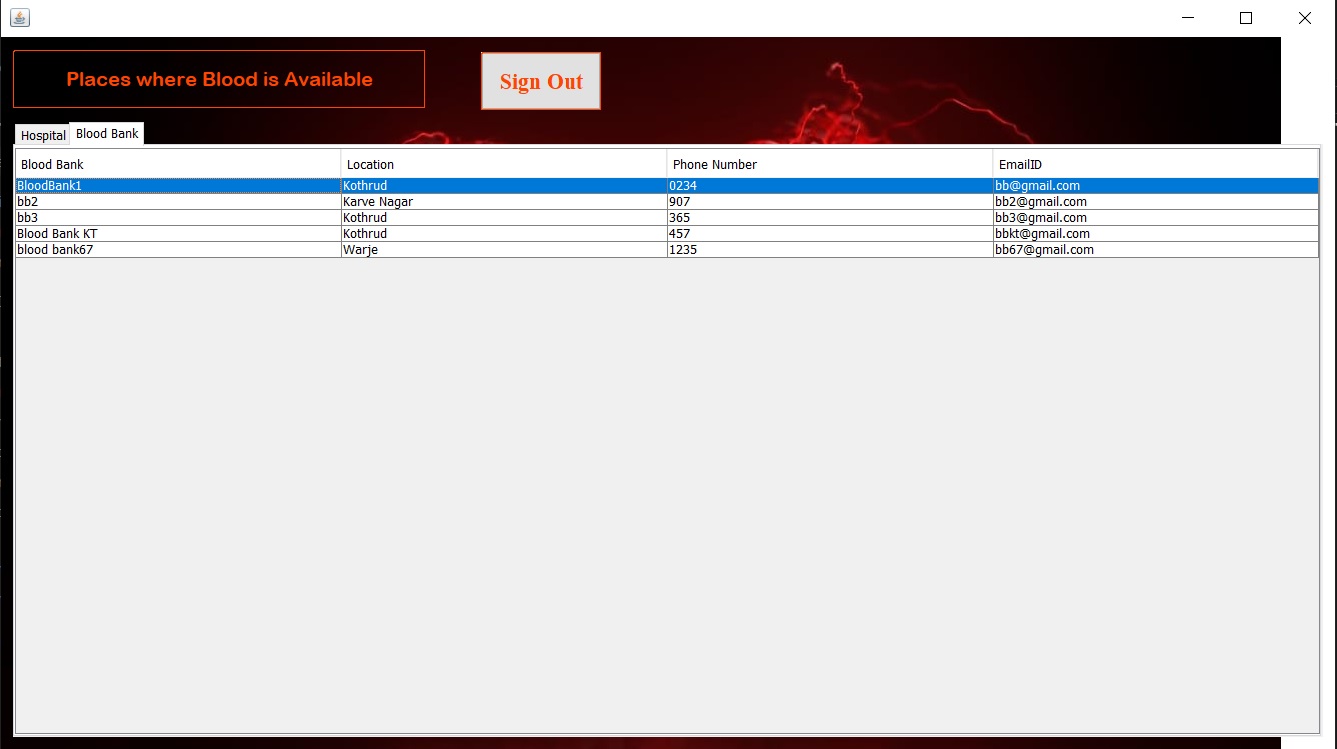 Places where Blood is Available
Sign Out
Hospital Blood Bank
Blood Bank Location Phone Number EmailID
BloodBank1 Kothrud 0234 bb@gmail.com
bb2 Karve Nagar 907 bb2@gmail.com
bb3 Kothrud 365 bb3@gmail.com
Blood Bank KT Kothrud 457 bbkt@gmail.com
blood bank67 Warje 1235 bb67@gmail.com